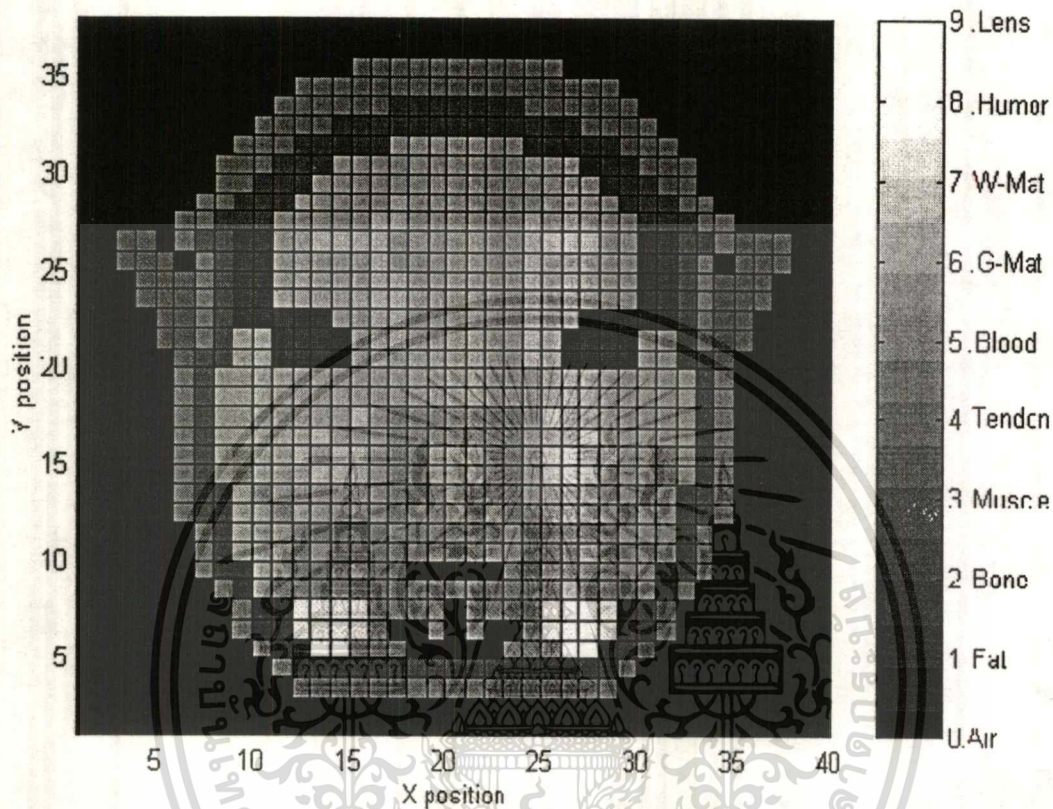 35
30
25
20
15
10
5
Y position
5 10 15 20 25 30 35 40
X position
9.Lens
8.Humor
7 W-Mat
6.G-Mat
5.Blood
4 Tendon
3 Muscle
2 Bone
1 Fat
0.Air